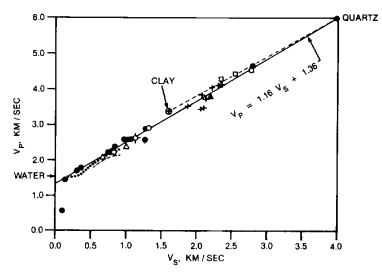 6.0
QUARTZ
5.0
CLAY
4.0
V_P = 1.16 V_S + 1.36
3.0
2.0
WATER
1.0
0.0
V_P, KM / SEC
0.0 0.5 1.0 1.5 2.0 2.5 3.0 3.5 4.0
V_S, KM / SEC